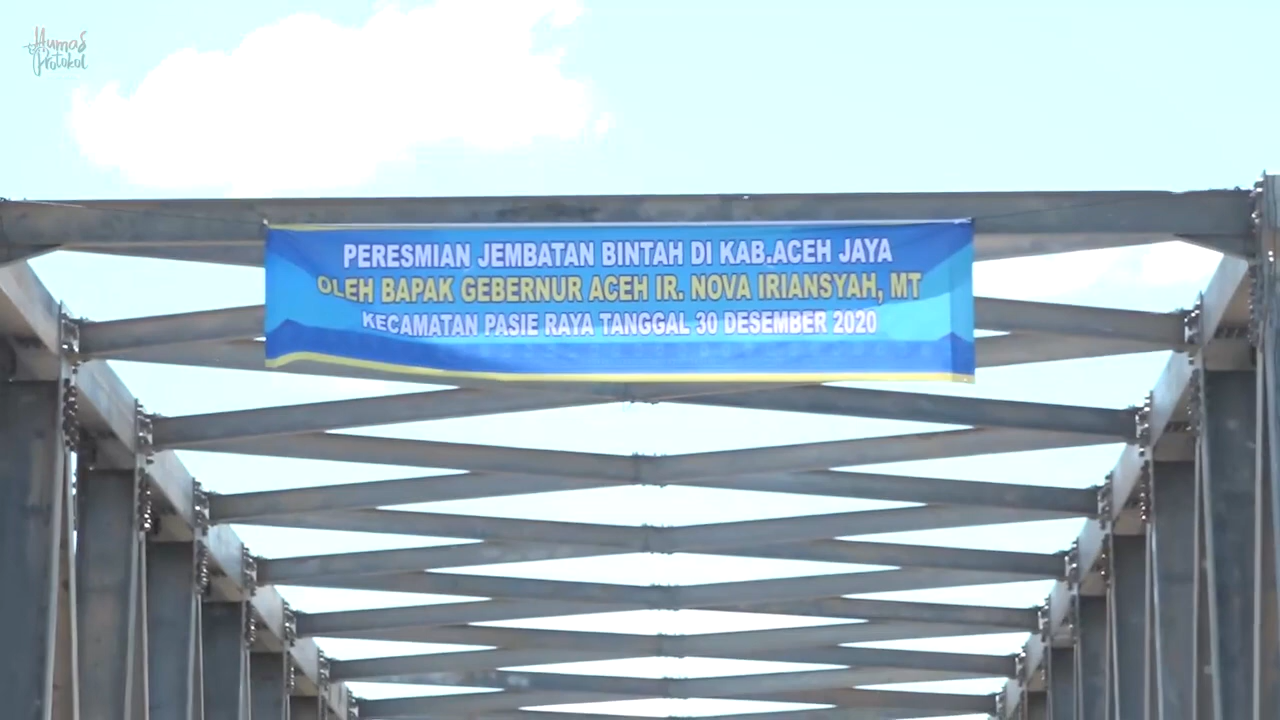 Humas
Protokol
PERESMIAN JEMBATAN BINTAH DI KAB.ACEH JAYA
OLEH BAPAK GEBERNUR ACEH IR. NOVA IRIANSYAH, MT
KECAMATAN PASIE RAYA TANGGAL 30 DESEMBER 2020